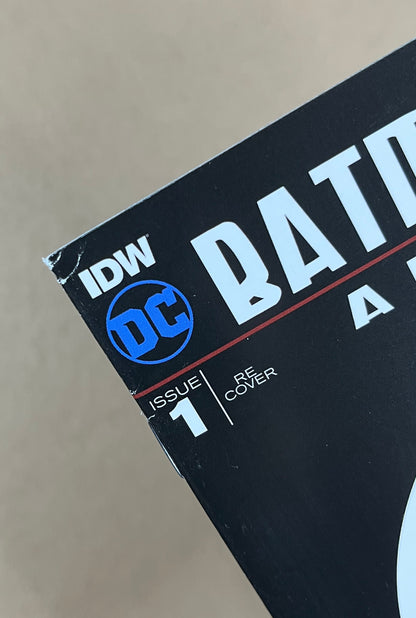 IDW
DC
BATM
A
ISSUE
1
RE
COVER